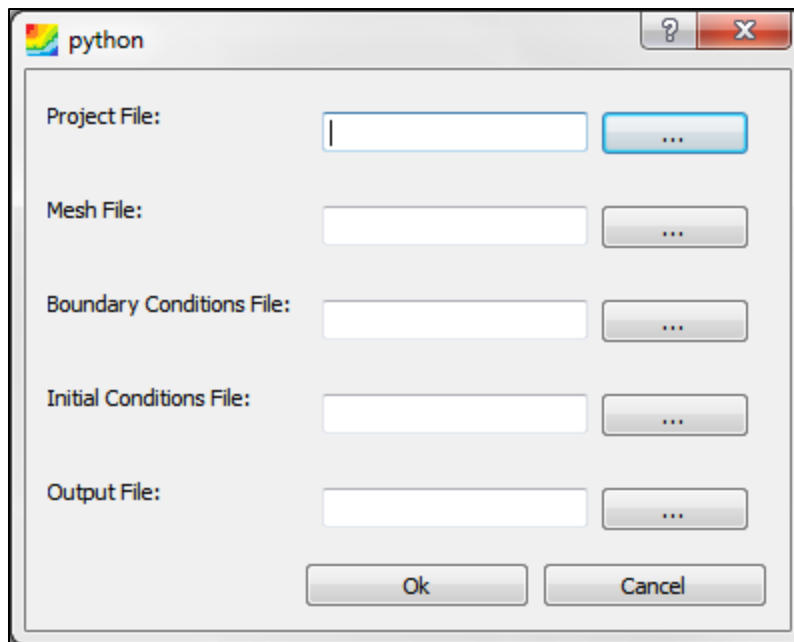 python
Project File:
...
Mesh File:
...
Boundary Conditions File:
...
Initial Conditions File:
...
Output File:
...
Ok Cancel